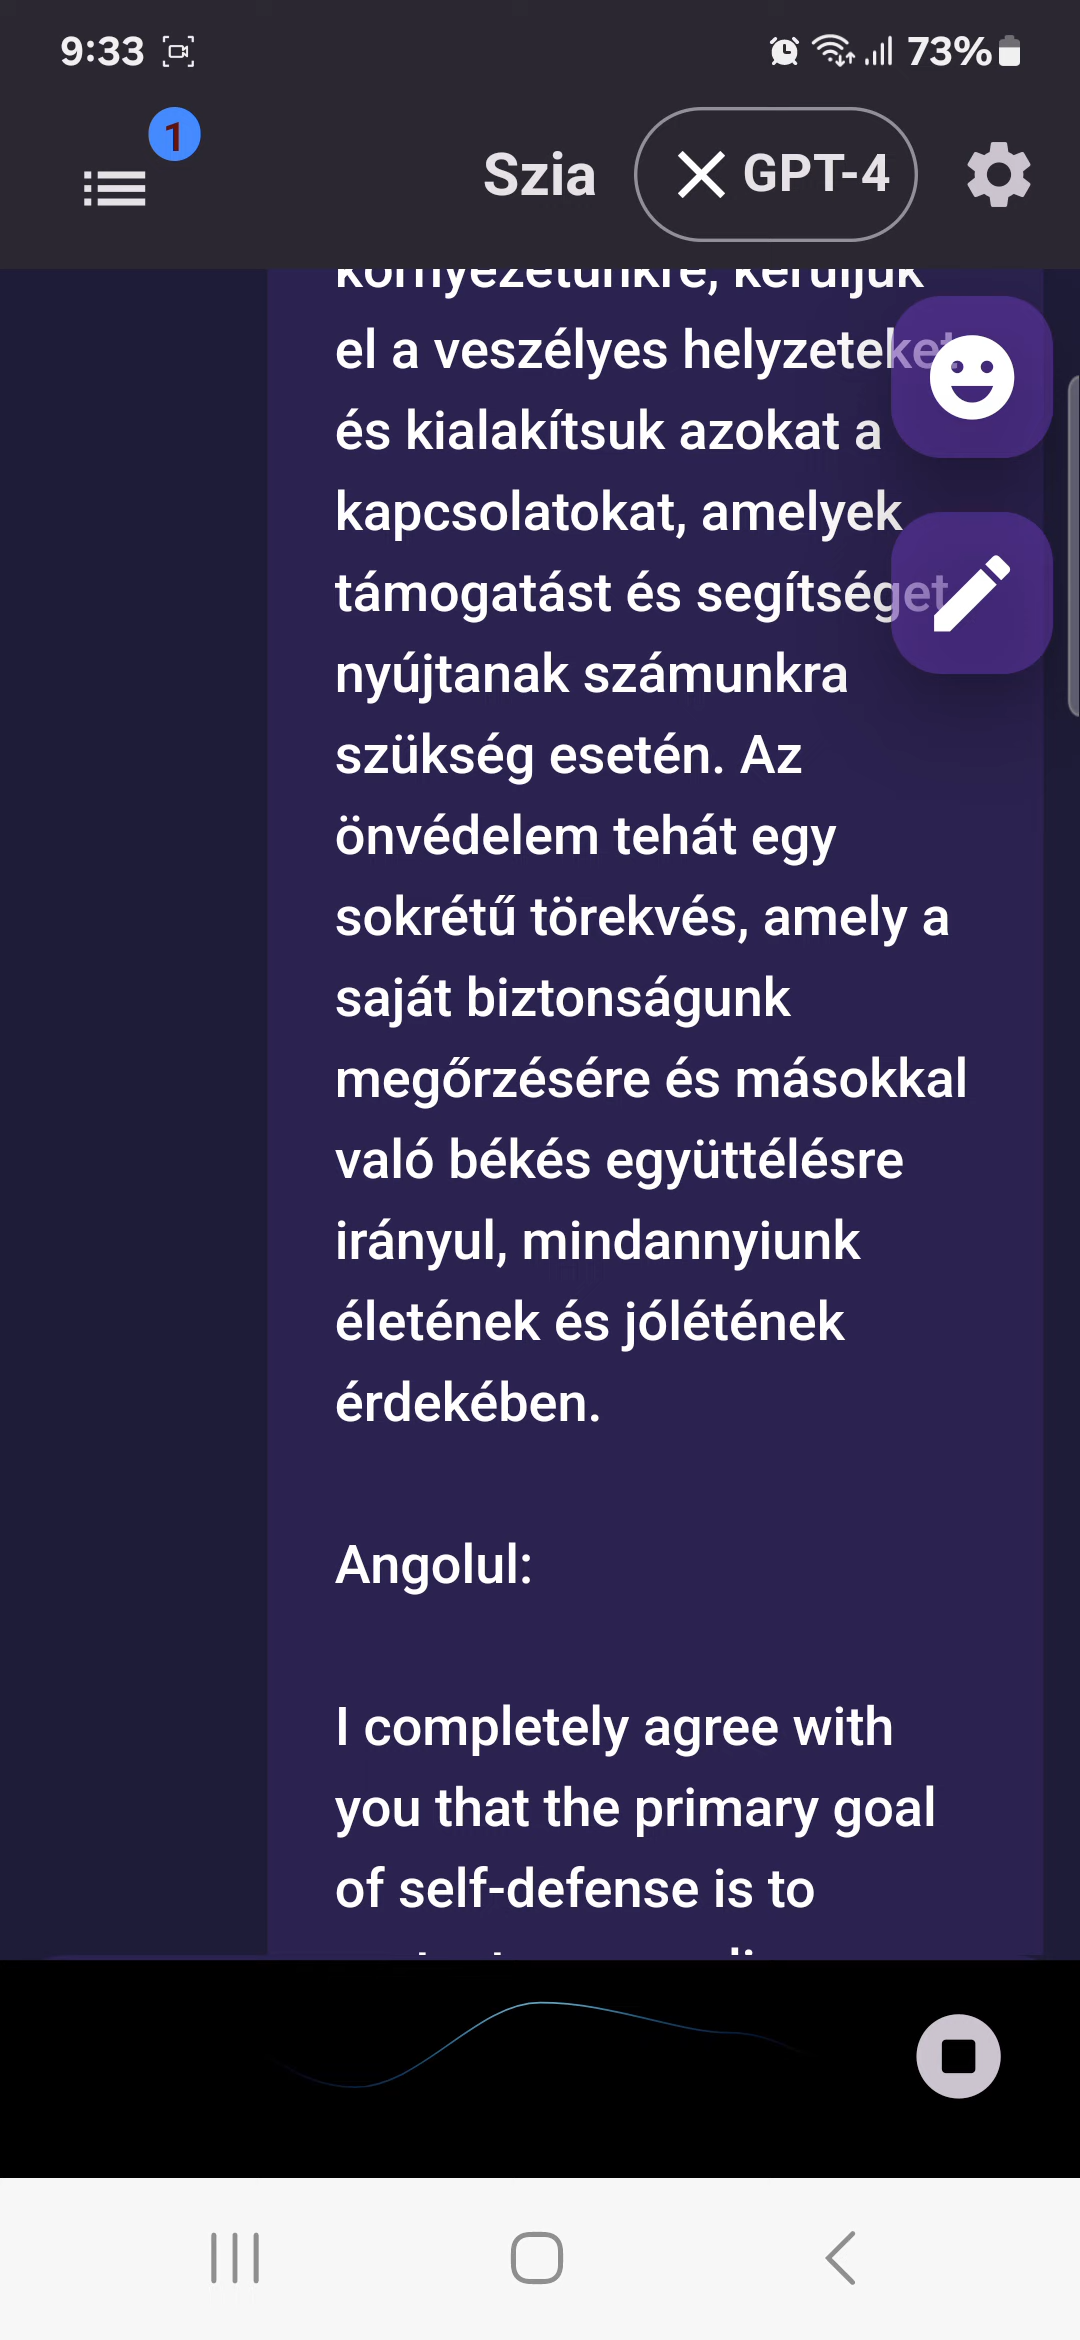 9:33
73%
1
Szia
GPT-4
környezetünkre, kerüljük
el a veszélyes helyzeteket
és kialakítsuk azokat a
kapcsolatokat, amelyek
támogatást és segítséget
nyújtanak számunkra
szükség esetén. Az
önvédelem tehát egy
sokrétű törekvés, amely a
saját biztonságunk
megőrzésére és másokkal
való békés együttélésre
irányul, mindannyiunk
életének és jólétének
érdekében.
Angolul:
I completely agree with
you that the primary goal
of self-defense is to